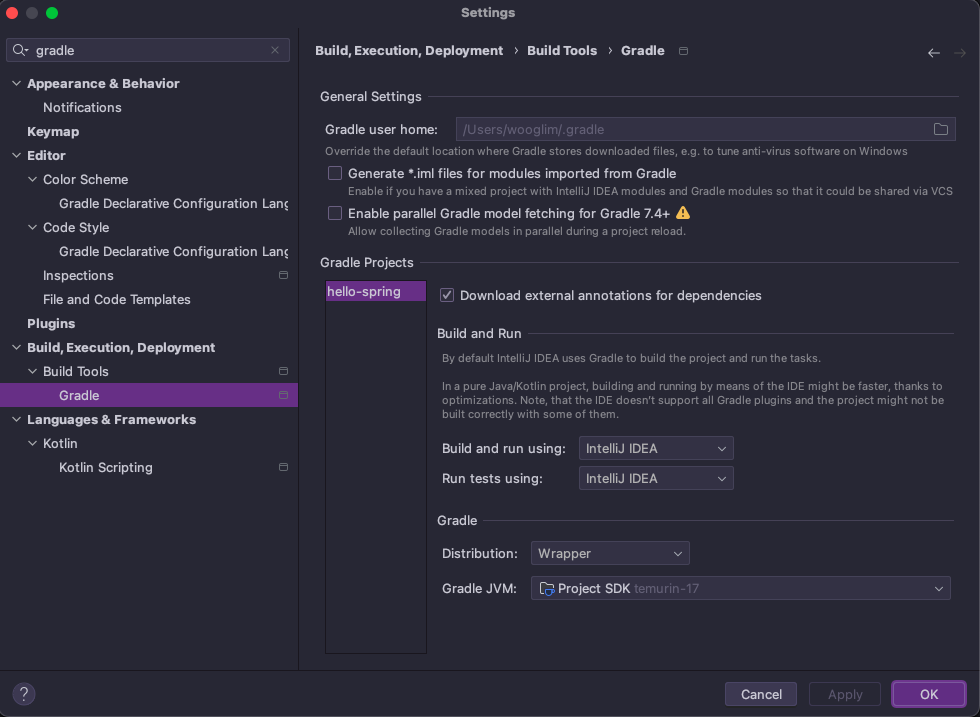 Settings
gradle
Appearance & Behavior
Notifications
Keymap
Editor
Color Scheme
Gradle Declarative Configuration Lang
Code Style
Gradle Declarative Configuration Lang
Inspections
File and Code Templates
Plugins
Build, Execution, Deployment
Build Tools
Gradle
Languages & Frameworks
Kotlin
Kotlin Scripting
Build, Execution, Deployment › Build Tools › Gradle
General Settings
Gradle user home: /Users/wooglim/.gradle
Override the default location where Gradle stores downloaded files, e.g. to tune anti-virus software on Windows
Generate *.iml files for modules imported from Gradle
Enable if you have a mixed project with IntelliJ IDEA modules and Gradle modules so that it could be shared via VCS
Enable parallel Gradle model fetching for Gradle 7.4+
Allow collecting Gradle models in parallel during a project reload.
Gradle Projects
hello-spring
Download external annotations for dependencies
Build and Run
By default IntelliJ IDEA uses Gradle to build the project and run the tasks.
In a pure Java/Kotlin project, building and running by means of the IDE might be faster, thanks to
optimizations. Note, that the IDE doesn't support all Gradle plugins and the project might not be
built correctly with some of them.
Build and run using: IntelliJ IDEA
Run tests using: IntelliJ IDEA
Gradle
Distribution: Wrapper
Gradle JVM: Project SDK temurin-17
? Cancel Apply OK